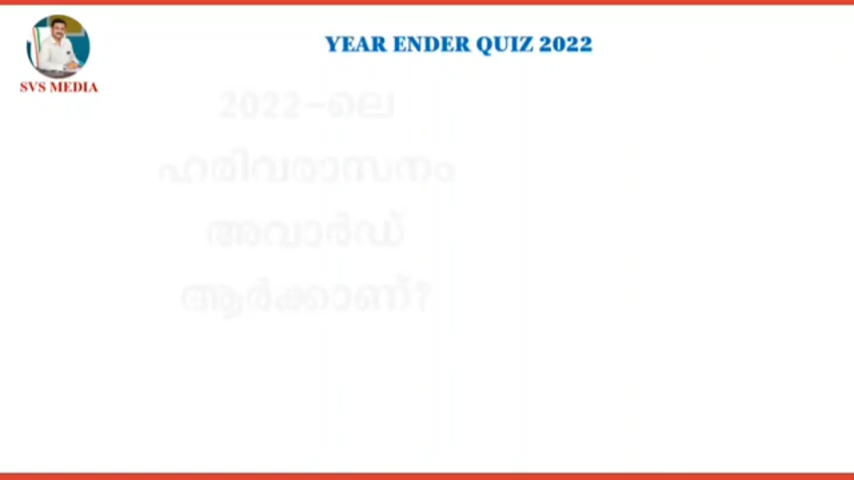 YEAR ENDER QUIZ 2022
SVS MEDIA
2022-ലെ
ഹരിവരാസനം
അവാർഡ്
ആർക്കാണ്?